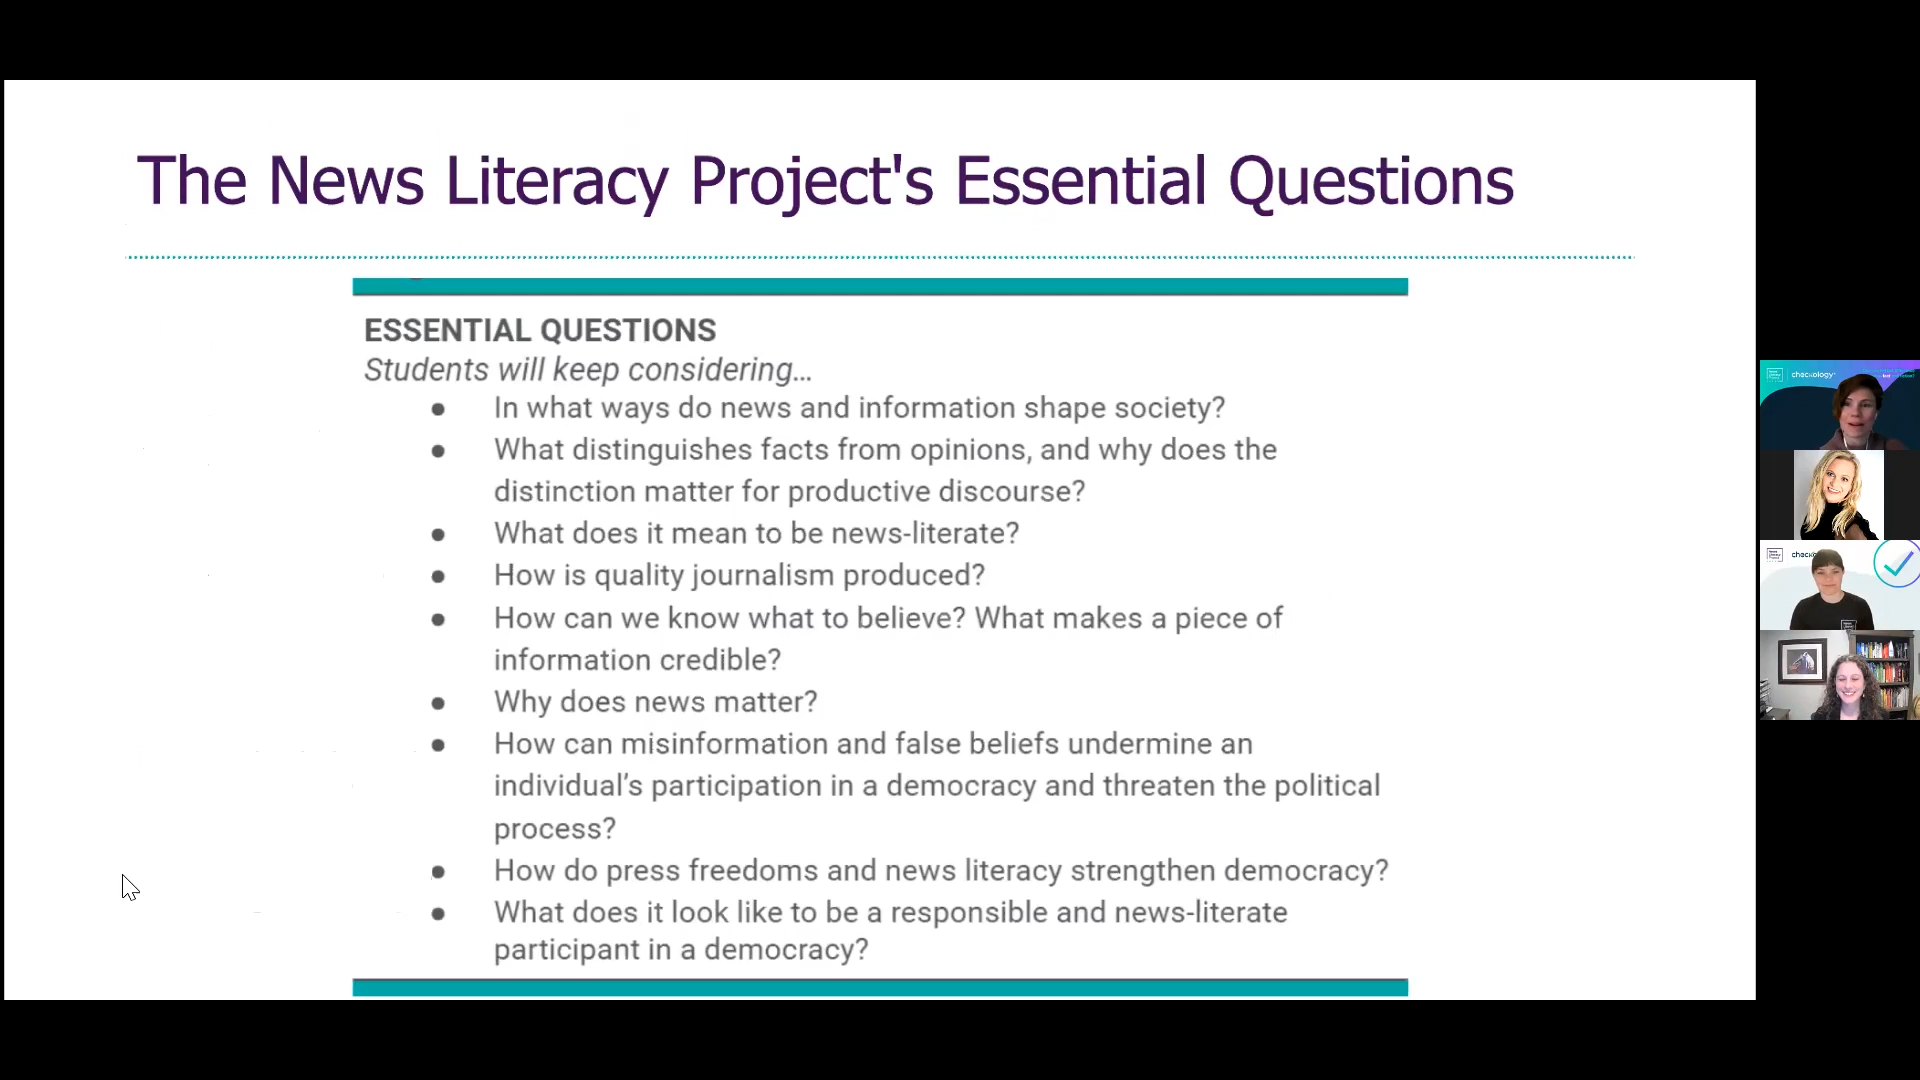 The News Literacy Project's Essential Questions
ESSENTIAL QUESTIONS
Students will keep considering...
● In what ways do news and information shape society?
● What distinguishes facts from opinions, and why does the
distinction matter for productive discourse?
● What does it mean to be news-literate?
● How is quality journalism produced?
● How can we know what to believe? What makes a piece of
information credible?
● Why does news matter?
● How can misinformation and false beliefs undermine an
individual’s participation in a democracy and threaten the political
process?
● How do press freedoms and news literacy strengthen democracy?
● What does it look like to be a responsible and news-literate
participant in a democracy?
checkology